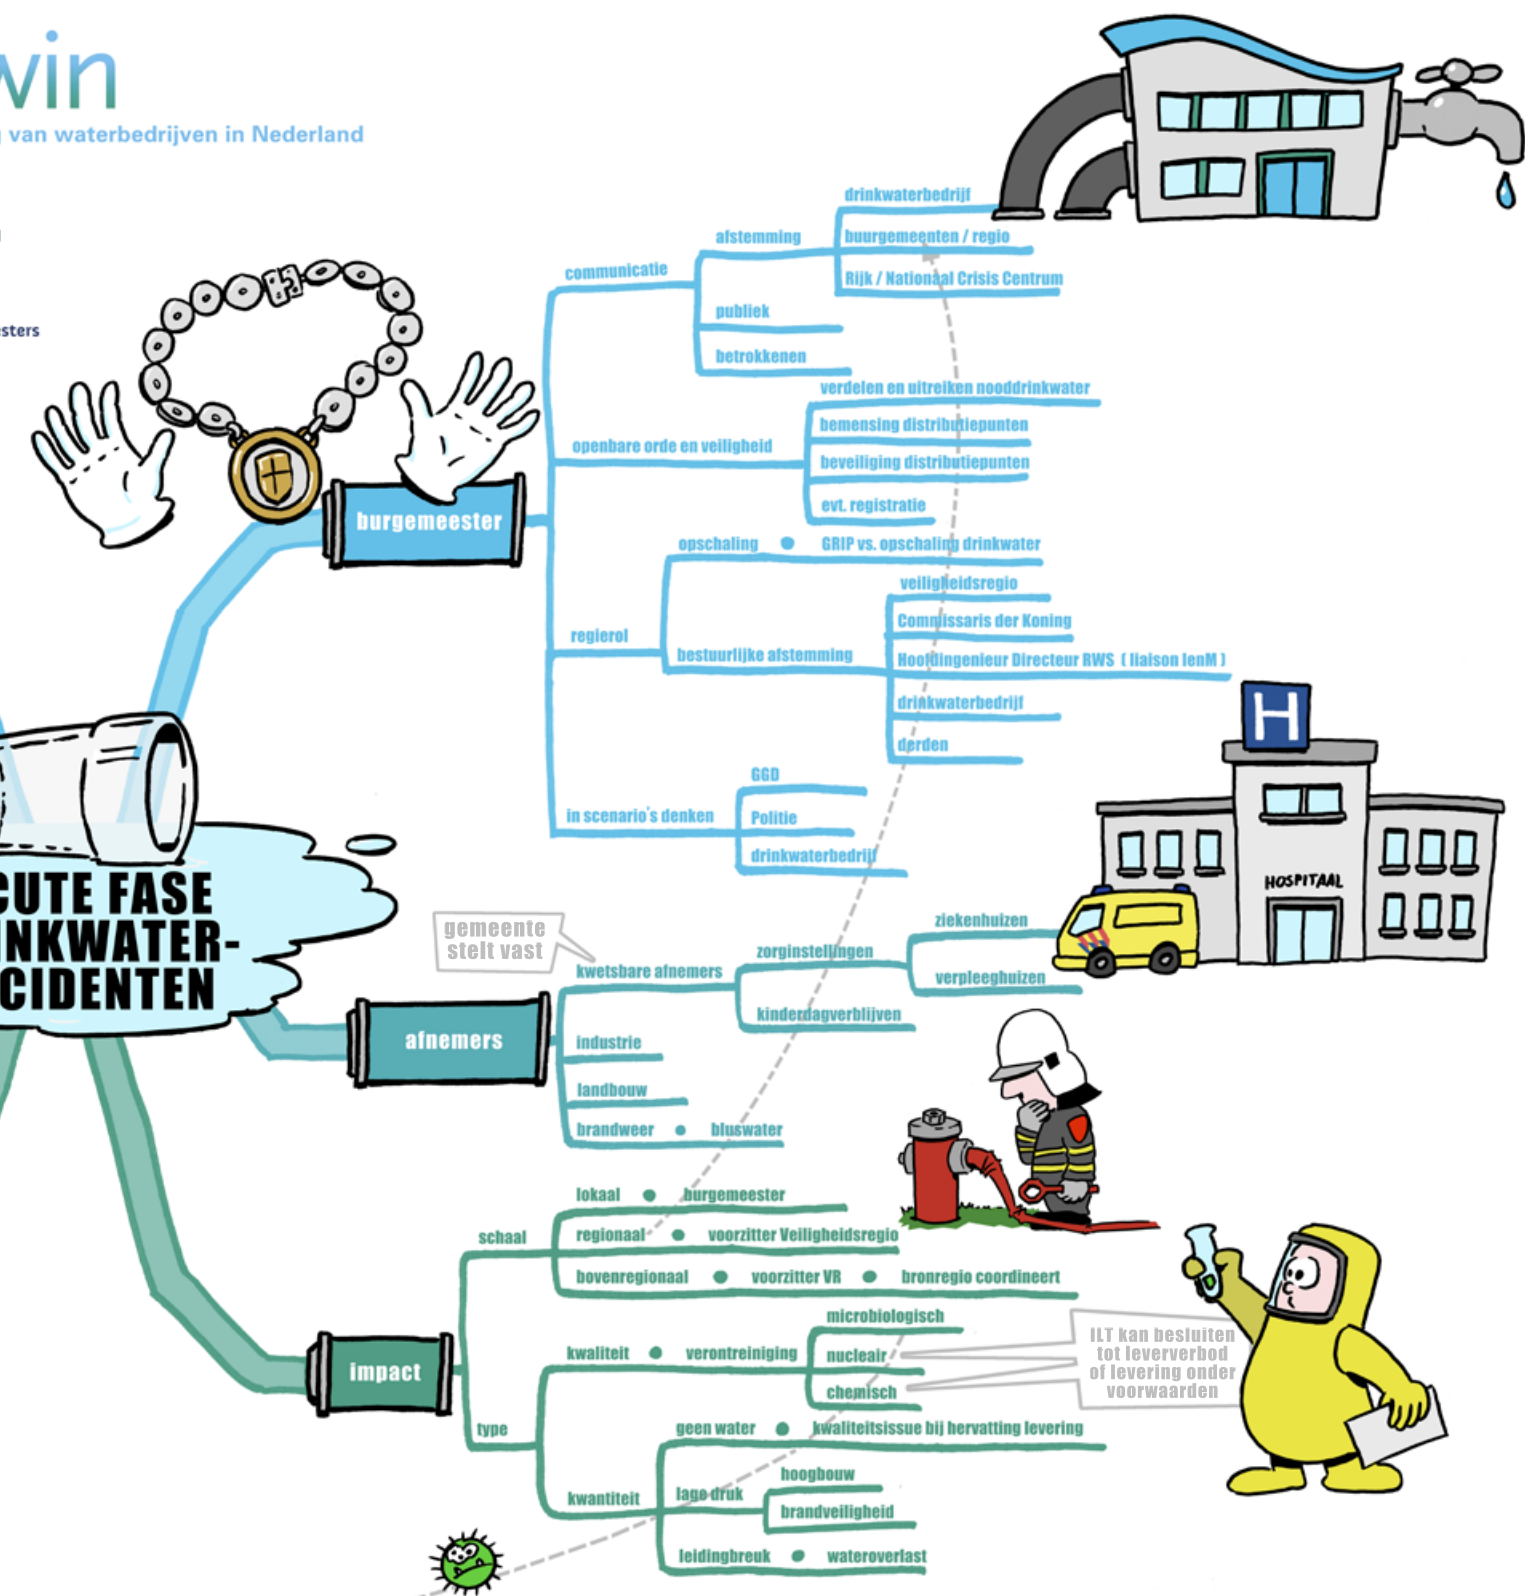 win
van waterbedrijven in Nederland
sters
drinkwaterbedrijf
afstemming
buurgemeenten / regio
communicatie
Rijk / Nationaal Crisis Centrum
publiek
betrokkenen
verdelen en uitreiken nooddrinkwater
bemensing distributiepunten
openbare orde en veiligheid
beveiliging distributiepunten
evt. registratie
burgemeester
opschaling • GRIP vs. opschaling drinkwater
veiligheidsregio
Commissaris der Koning
regierol
bestuurlijke afstemming
Hoofdingenieur Directeur RWS ( liaison IenM )
drinkwaterbedrijf
derden
GGD
in scenario's denken
Politie
drinkwaterbedrijf
H
HOSPITAAL
CUTE FASE
INKWATER-
CIDENTEN
gemeente
stelt vast
ziekenhuizen
zorginstellingen
kwetsbare afnemers
verpleeghuizen
kinderdagverblijven
afnemers
industrie
landbouw
brandweer • bluswater
lokaal • burgemeester
schaal
regionaal • voorzitter Veiligheidsregio
bovenregionaal • voorzitter VR • bronregio coordineert
microbiologisch
kwaliteit • verontreiniging
nucleair
chemisch
ILT kan besluiten
tot leververbod
of levering onder
voorwaarden
impact
type
geen water • kwaliteitsissue bij hervatting levering
hoogbouw
kwantiteit
lage druk
brandveiligheid
leidingbreuk • wateroverlast